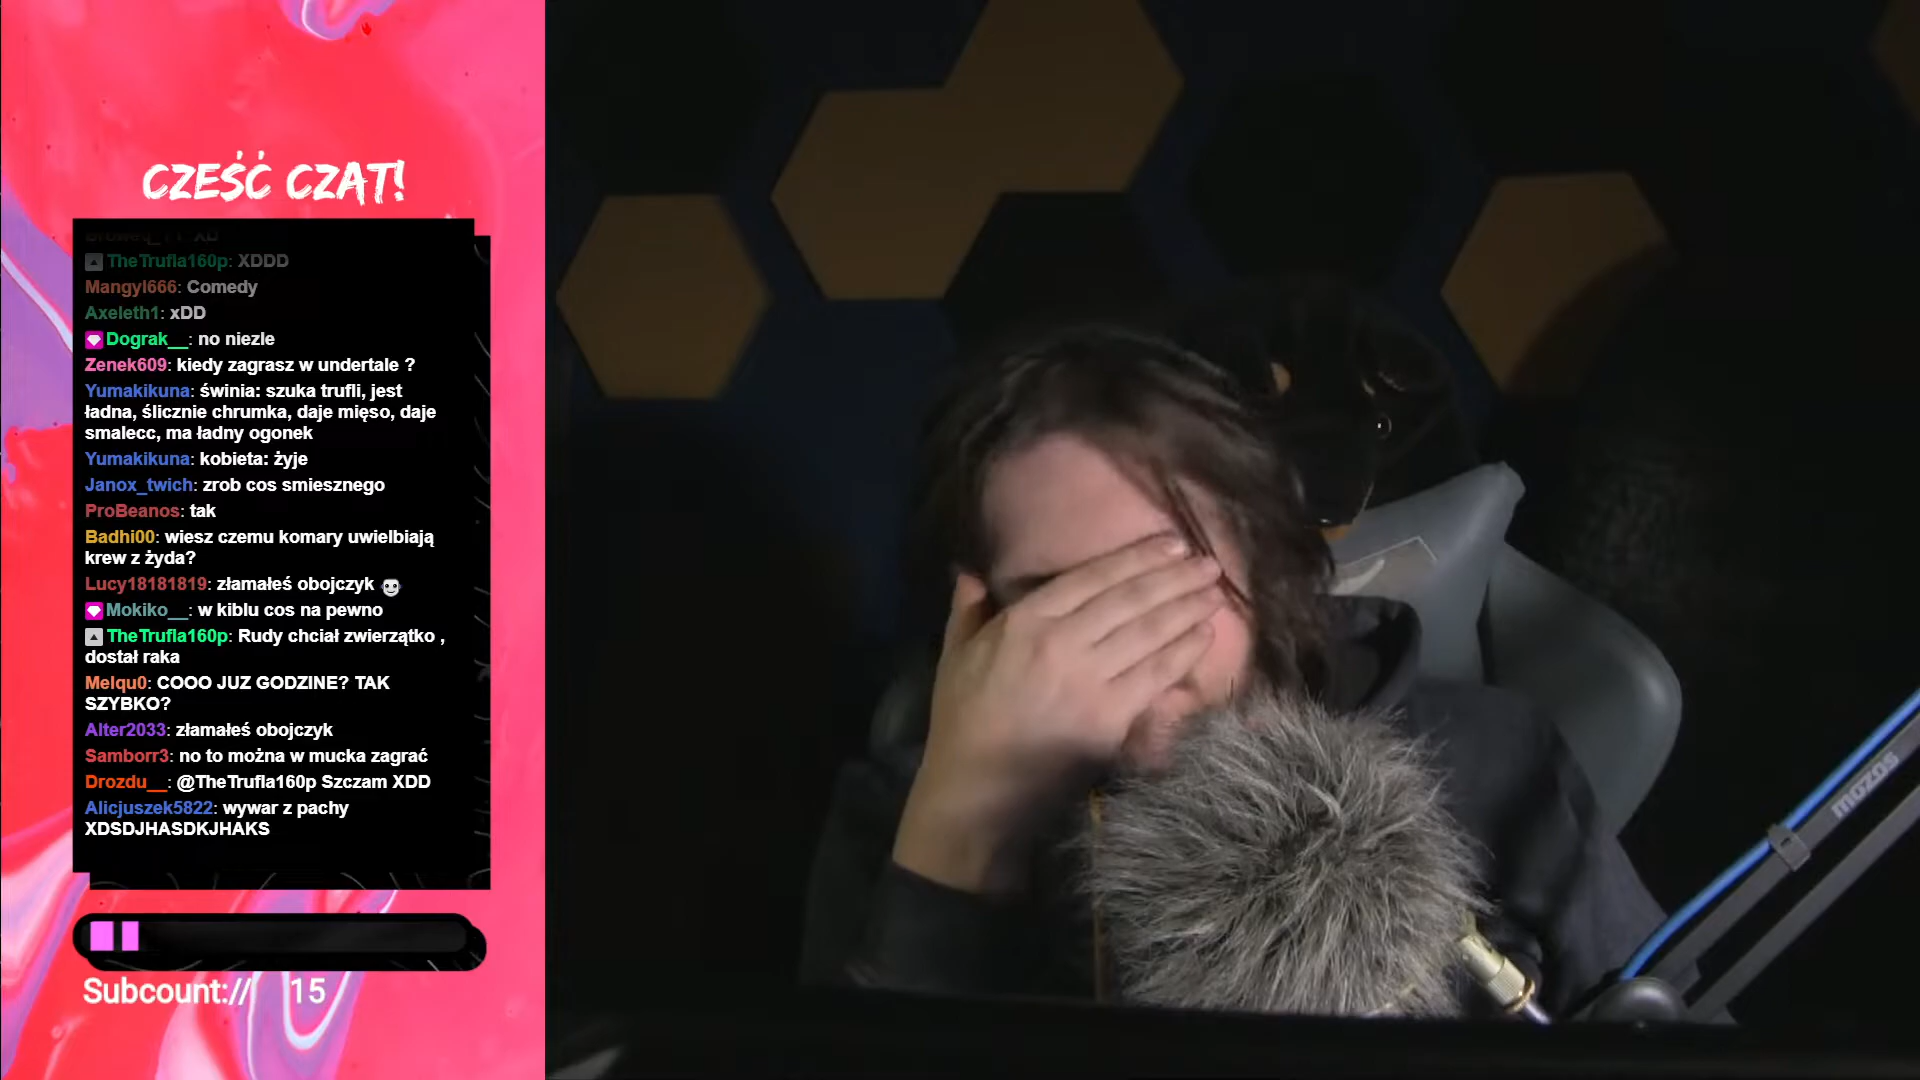 CZEŚĆ CZAT!
TheTrufla160p: XDDD
Mangyl666: Comedy
Axeleth1: xDD
Dograk__: no niezle
Zenek609: kiedy zagrasz w undertale ?
Yumakikuna: świnia: szuka trufli, jest
ładna, ślicznie chrumka, daje mięso, daje
smalecc, ma ładny ogonek
Yumakikuna: kobieta: żyje
Janox_twich: zrob cos smiesznego
ProBeanos: tak
Badhi00: wiesz czemu komary uwielbiają
krew z żyda?
Lucy18181819: złamałeś obojczyk
Mokiko__: w kiblu cos na pewno
TheTrufla160p: Rudy chciał zwierzątko ,
dostał raka
Melqu0: COOO JUZ GODZINE? TAK
SZYBKO?
Alter2033: złamałeś obojczyk
Samborr3: no to można w mucka zagrać
Drozdu__: @TheTrufla160p Szczam XDD
Alicjuszek5822: wywar z pachy
XDSDJHASDKJHAKS
Subcount:// 15
mozos